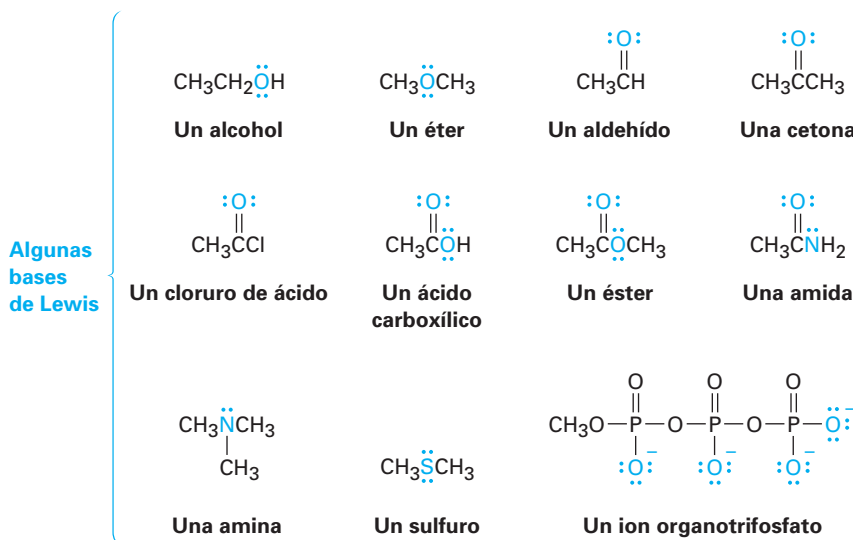 :O: :O:
CH3CH2OH CH3OCH3 CH3CH CH3CCH3
Un alcohol Un éter Un aldehído Una cetona
:O: :O: :O: :O:
CH3CCl CH3COH CH3COCH3 CH3CNH2
Algunas
bases
de Lewis
Un cloruro de ácido Un ácido
carboxílico Un éster Una amida
O O O
CH3NCH3 CH3O—P—O—P—O—P—O:−
CH3 CH3SCH3 :O:− :O:− :O:−
Una amina Un sulfuro Un ion organotrifosfato